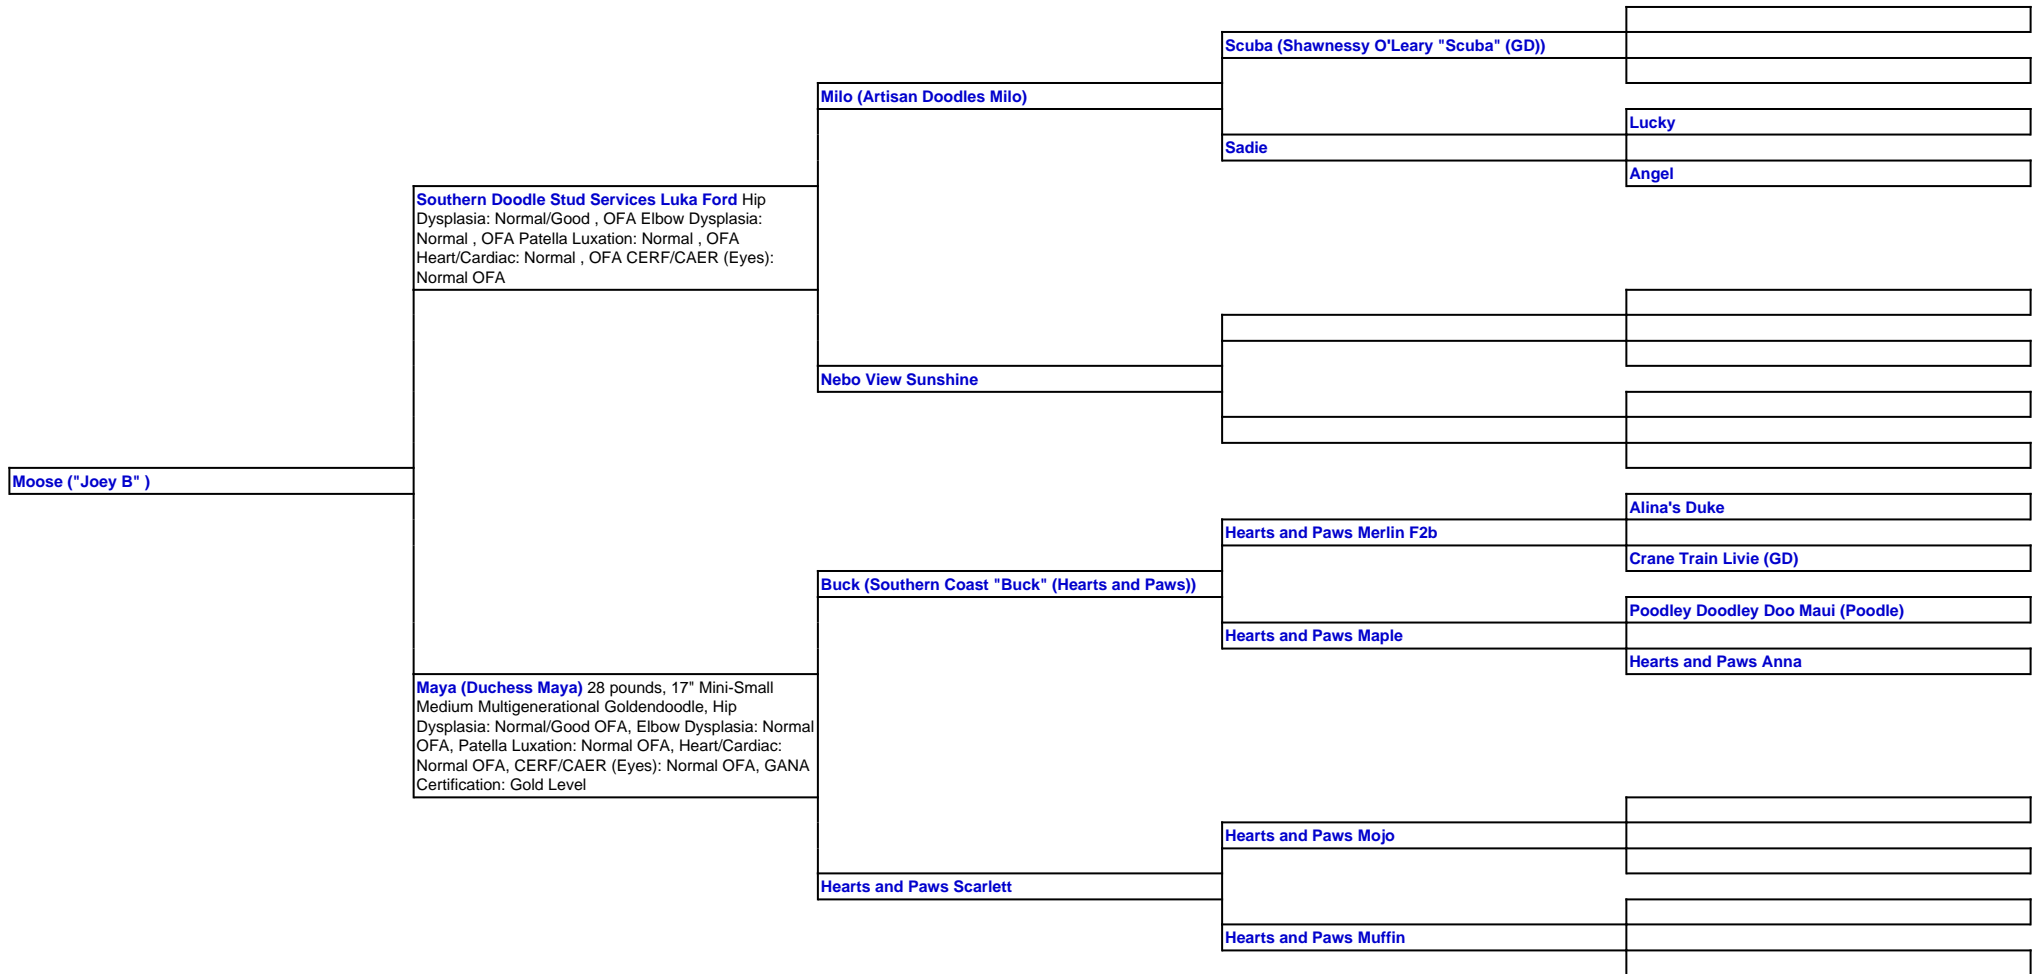 Scuba (Shawnessy O'Leary "Scuba" (GD))
Milo (Artisan Doodles Milo)
Lucky
Sadie
Angel
Southern Doodle Stud Services Luka Ford Hip
Dysplasia: Normal/Good , OFA Elbow Dysplasia:
Normal , OFA Patella Luxation: Normal , OFA
Heart/Cardiac: Normal , OFA CERF/CAER (Eyes):
Normal OFA
Nebo View Sunshine
Moose ("Joey B" )
Alina's Duke
Hearts and Paws Merlin F2b
Crane Train Livie (GD)
Buck (Southern Coast "Buck" (Hearts and Paws))
Poodley Doodley Doo Maui (Poodle)
Hearts and Paws Maple
Hearts and Paws Anna
Maya (Duchess Maya) 28 pounds, 17" Mini-Small
Medium Multigenerational Goldendoodle, Hip
Dysplasia: Normal/Good OFA, Elbow Dysplasia: Normal
OFA, Patella Luxation: Normal OFA, Heart/Cardiac:
Normal OFA, CERF/CAER (Eyes): Normal OFA, GANA
Certification: Gold Level
Hearts and Paws Mojo
Hearts and Paws Scarlett
Hearts and Paws Muffin